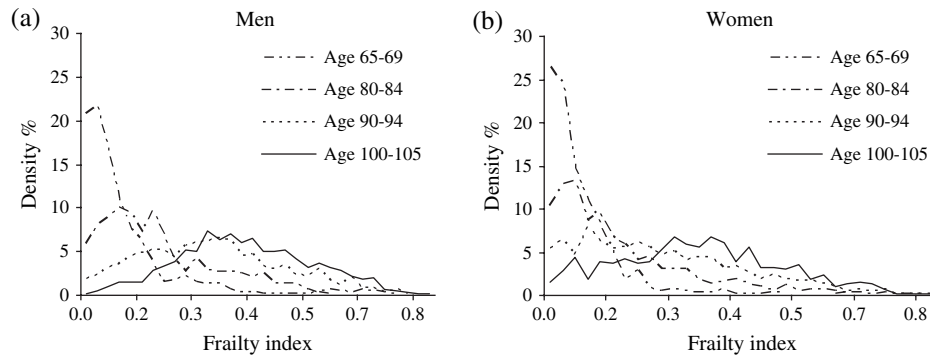 (a)
Men
Density %
30
25
20
15
10
5
0
Age 65-69
Age 80-84
Age 90-94
Age 100-105
0.0 0.2 0.3 0.4 0.5 0.6 0.8
Frailty index
(b)
Women
Density %
30
25
20
15
10
5
0
Age 65-69
Age 80-84
Age 90-94
Age 100-105
0.0 0.1 0.2 0.3 0.4 0.5 0.6 0.7 0.8
Frailty index